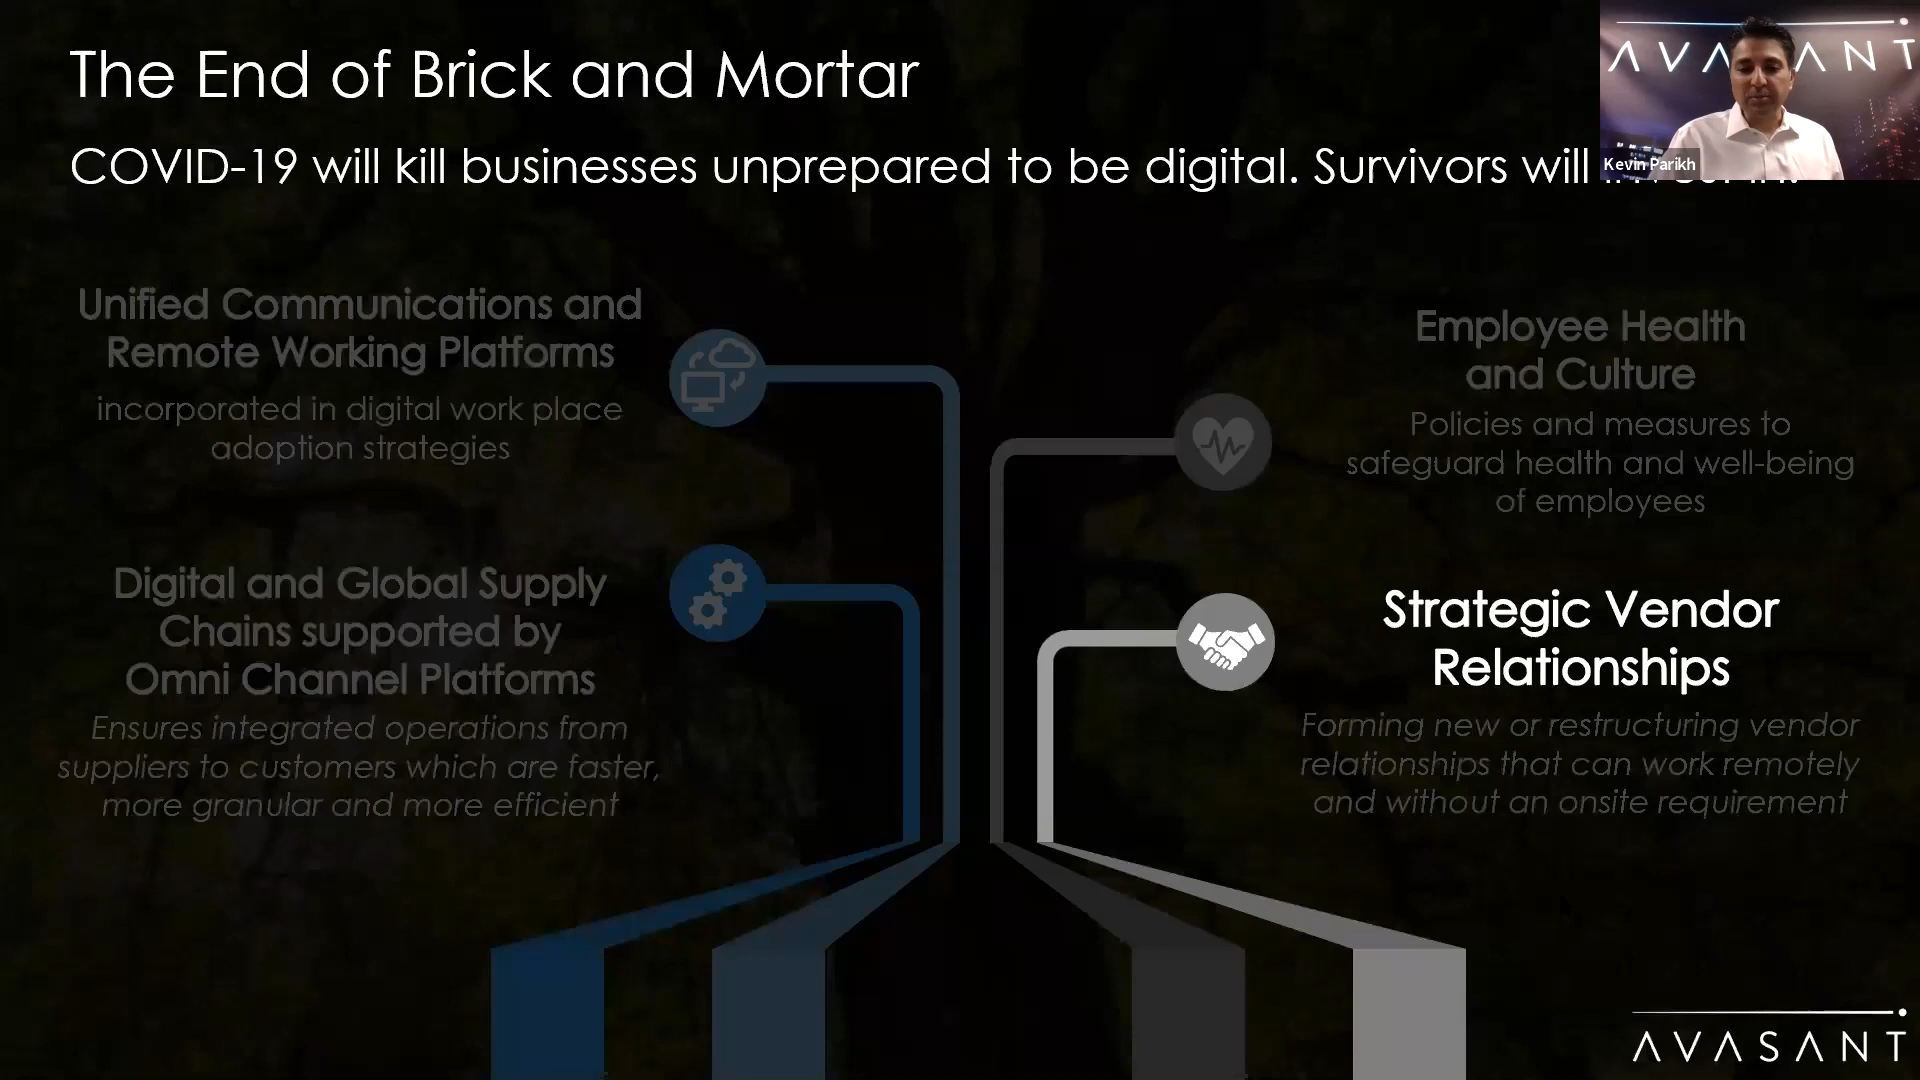 The End of Brick and Mortar
COVID-19 will kill businesses unprepared to be digital. Survivors will
AVASANT
Kevin Parikh
Unified Communications and
Remote Working Platforms
incorporated in digital work place
adoption strategies
Digital and Global Supply
Chains supported by
Omni Channel Platforms
Ensures integrated operations from
suppliers to customers which are faster,
more granular and more efficient
Employee Health
and Culture
Policies and measures to
safeguard health and well-being
of employees
Strategic Vendor
Relationships
Forming new or restructuring vendor
relationships that can work remotely
and without an onsite requirement
AVASANT